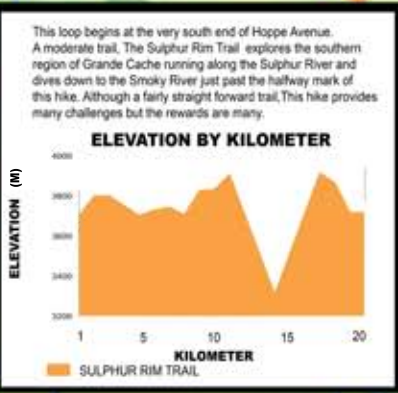 This loop begins at the very south end of Hoppe Avenue.
A moderate trail, The Sulphur Rim Trail explores the southern
region of Grande Cache running along the Sulphur River and
dives down to the Smoky River just past the halfway mark of
this hike. Although a fairly straight forward trail,This hike provides
many challenges but the rewards are many.
ELEVATION BY KILOMETER
4000
3800
3600
3400
3200
ELEVATION (M)
1 5 10 15 20
KILOMETER
SULPHUR RIM TRAIL